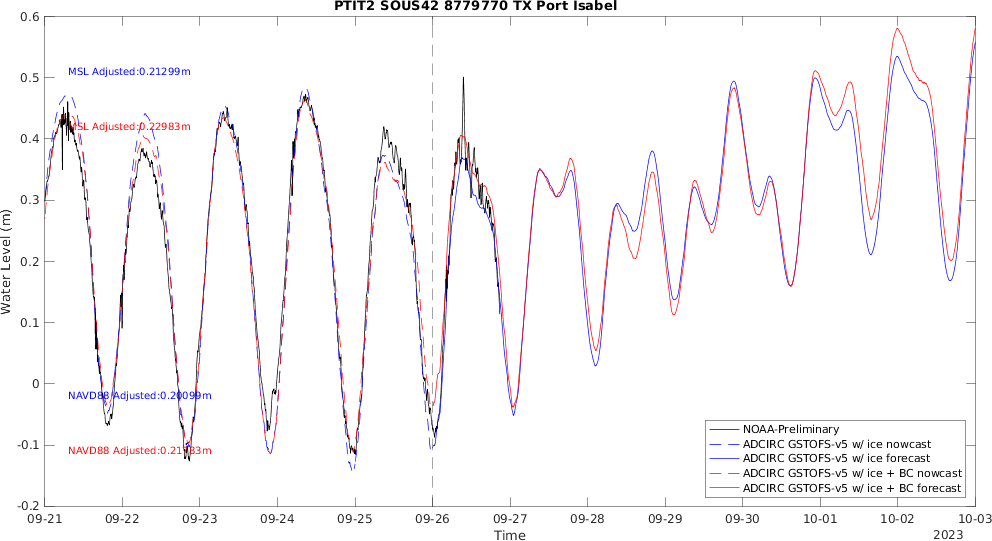 PTIT2 SOUS42 8779770 TX Port Isabel
0.6
0.5
0.4
0.3
0.2
0.1
0
-0.1
-0.2
Water Level (m)
MSL Adjusted:0.21299m
MSL Adjusted:0.22983m
NAVD88 Adjusted:0.20099m
NAVD88 Adjusted:0.21783m
NOAA-Preliminary
ADCIRC GSTOFS-v5 w/ ice nowcast
ADCIRC GSTOFS-v5 w/ ice forecast
ADCIRC GSTOFS-v5 w/ ice + BC nowcast
ADCIRC GSTOFS-v5 w/ ice + BC forecast
09-21 09-22 09-23 09-24 09-25 09-26 09-27 09-28 09-29 09-30 10-01 10-02 10-03
Time
2023